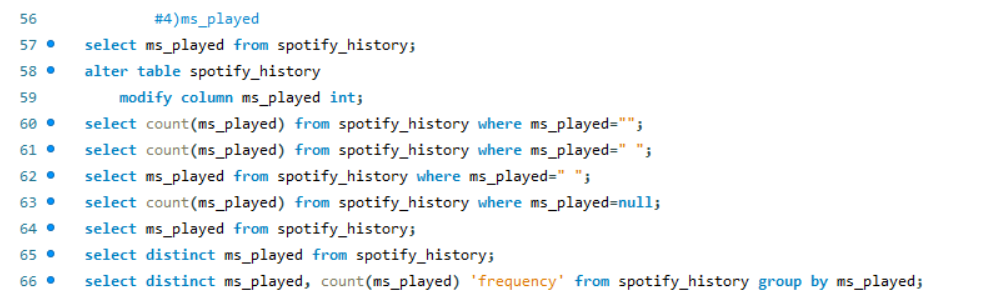 56 #4)ms_played
57 select ms_played from spotify_history;
58 alter table spotify_history
59 modify column ms_played int;
60 select count(ms_played) from spotify_history where ms_played="";
61 select count(ms_played) from spotify_history where ms_played=" ";
62 select ms_played from spotify_history where ms_played=" ";
63 select count(ms_played) from spotify_history where ms_played=null;
64 select ms_played from spotify_history;
65 select distinct ms_played from spotify_history;
66 select distinct ms_played, count(ms_played) 'frequency' from spotify_history group by ms_played;